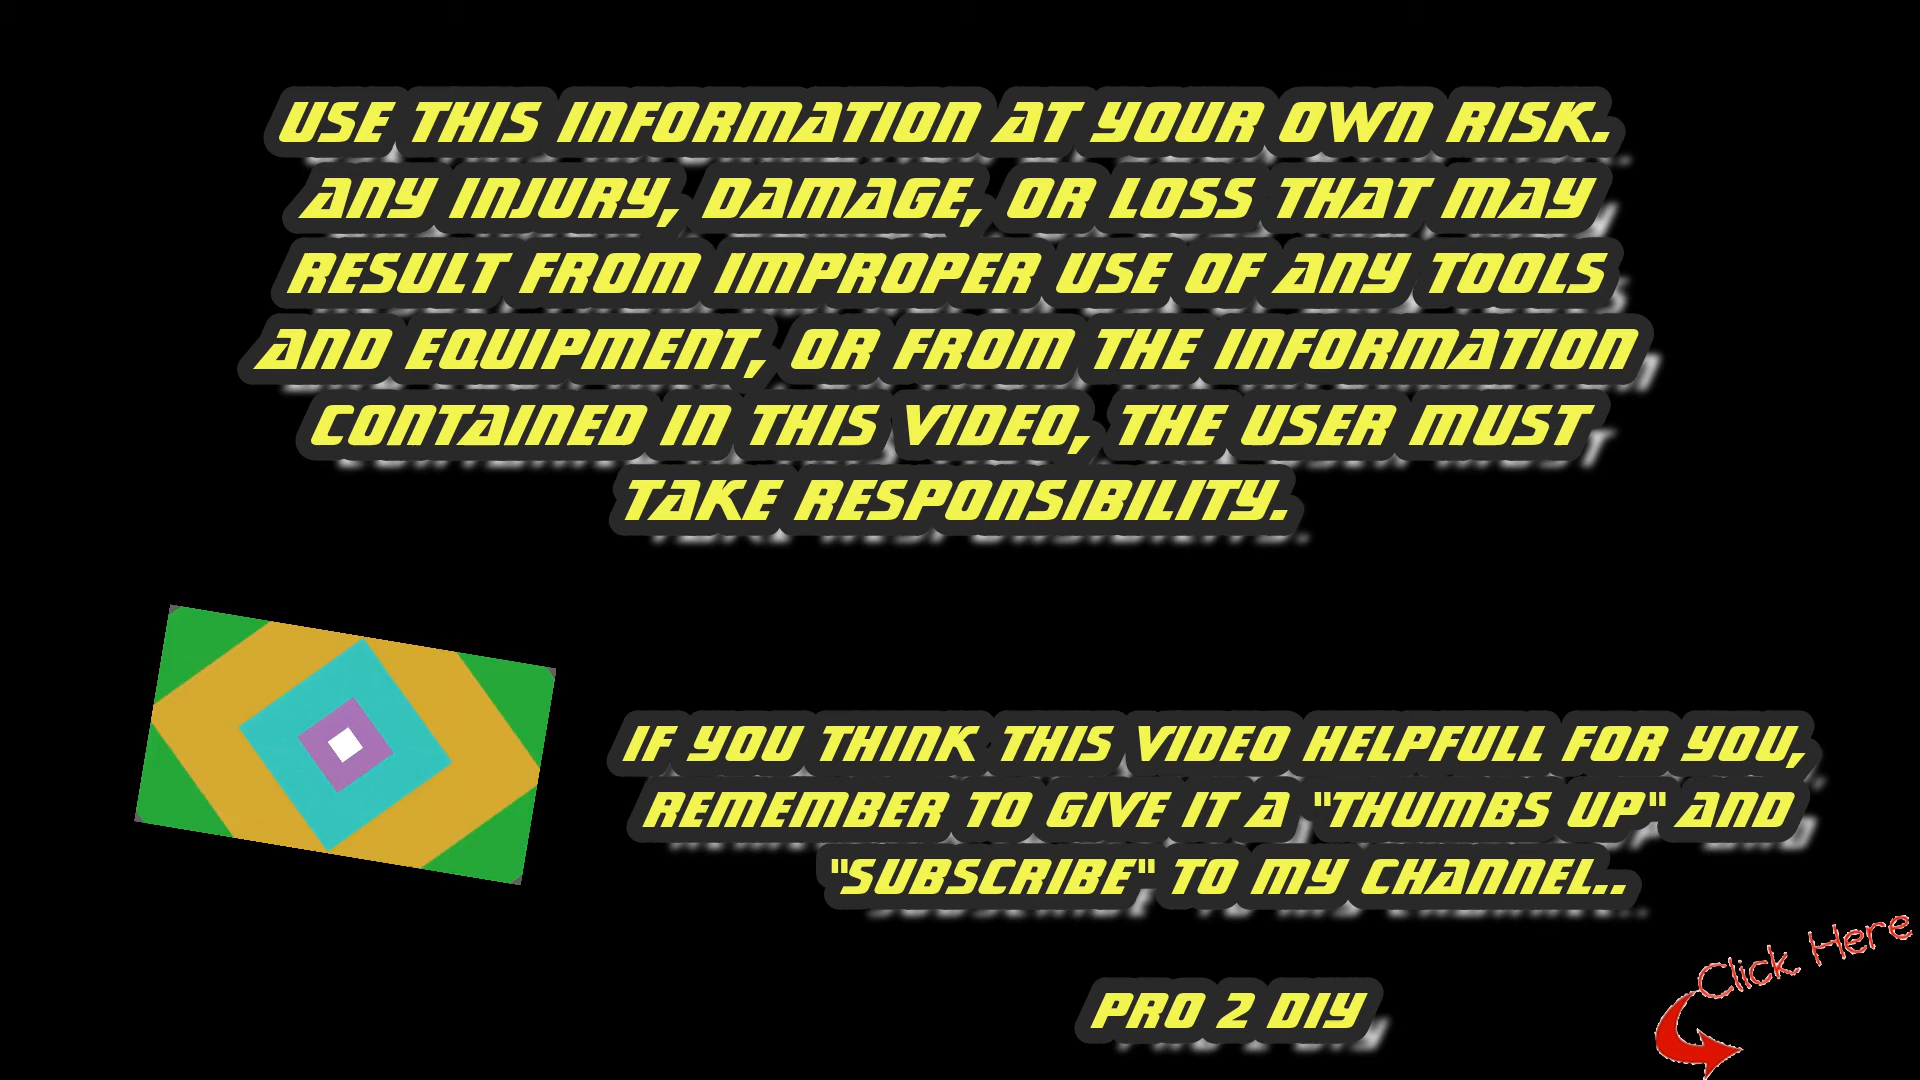 USE THIS INFORMATION AT YOUR OWN RISK.
ANY INJURY, DAMAGE, OR LOSS THAT MAY
RESULT FROM IMPROPER USE OF ANY TOOLS
AND EQUIPMENT, OR FROM THE INFORMATION
CONTAINED IN THIS VIDEO, THE USER MUST
TAKE RESPONSIBILITY.
IF YOU THINK THIS VIDEO HELPFULL FOR YOU,
REMEMBER TO GIVE IT A "THUMBS UP" AND
"SUBSCRIBE" TO MY CHANNEL..
PRO 2 DIY
Click Here